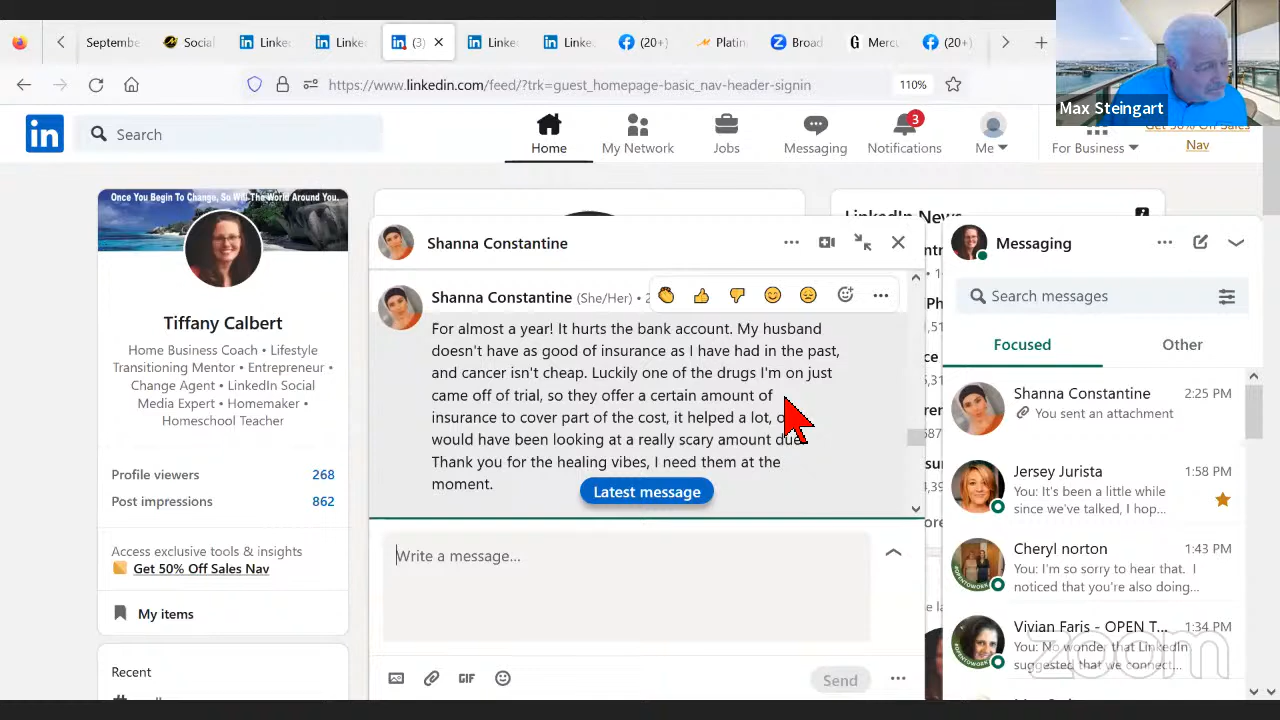 Septembe
Social
Linke
Linke
(3)
Linke
Linke
(20+)
Platin
Broad
Merc
(20+)
https://www.linkedin.com/feed/?trk=guest_homepage-basic_nav-header-signin
110%
Max Steingart
in
Search
Home
My Network
Jobs
Messaging
3
Notifications
Me
For Business
Get 50% Off Sales
Nav
Once You Begin To Change, So Will The World Around You.
Tiffany Calbert
Home Business Coach • Lifestyle
Transitioning Mentor • Entrepreneur •
Change Agent • LinkedIn Social
Media Expert • Homemaker •
Homeschool Teacher
Profile viewers 268
Post impressions 862
Access exclusive tools & insights
Get 50% Off Sales Nav
My items
Recent
LinkedIn News
Shanna Constantine
Shanna Constantine (She/Her) • 2
For almost a year! It hurts the bank account. My husband
doesn't have as good of insurance as I have had in the past,
and cancer isn't cheap. Luckily one of the drugs I'm on just
came off of trial, so they offer a certain amount of
insurance to cover part of the cost, it helped a lot,
would have been looking at a really scary amount due
Thank you for the healing vibes, I need them at the
moment.
Latest message
Write a message...
GIF
Send
Messaging
Search messages
Focused
Other
Shanna Constantine 2:25 PM
You sent an attachment
Jersey Jurista 1:58 PM
You: It's been a little while
since we've talked, I hop...
Cheryl norton 1:43 PM
You: I'm so sorry to hear that. I
noticed that you're also doing...
#OPENTOWORK
Vivian Faris - OPEN T... 1:34 PM
You: No wonder that LinkedIn
suggested that we connect...
zoom